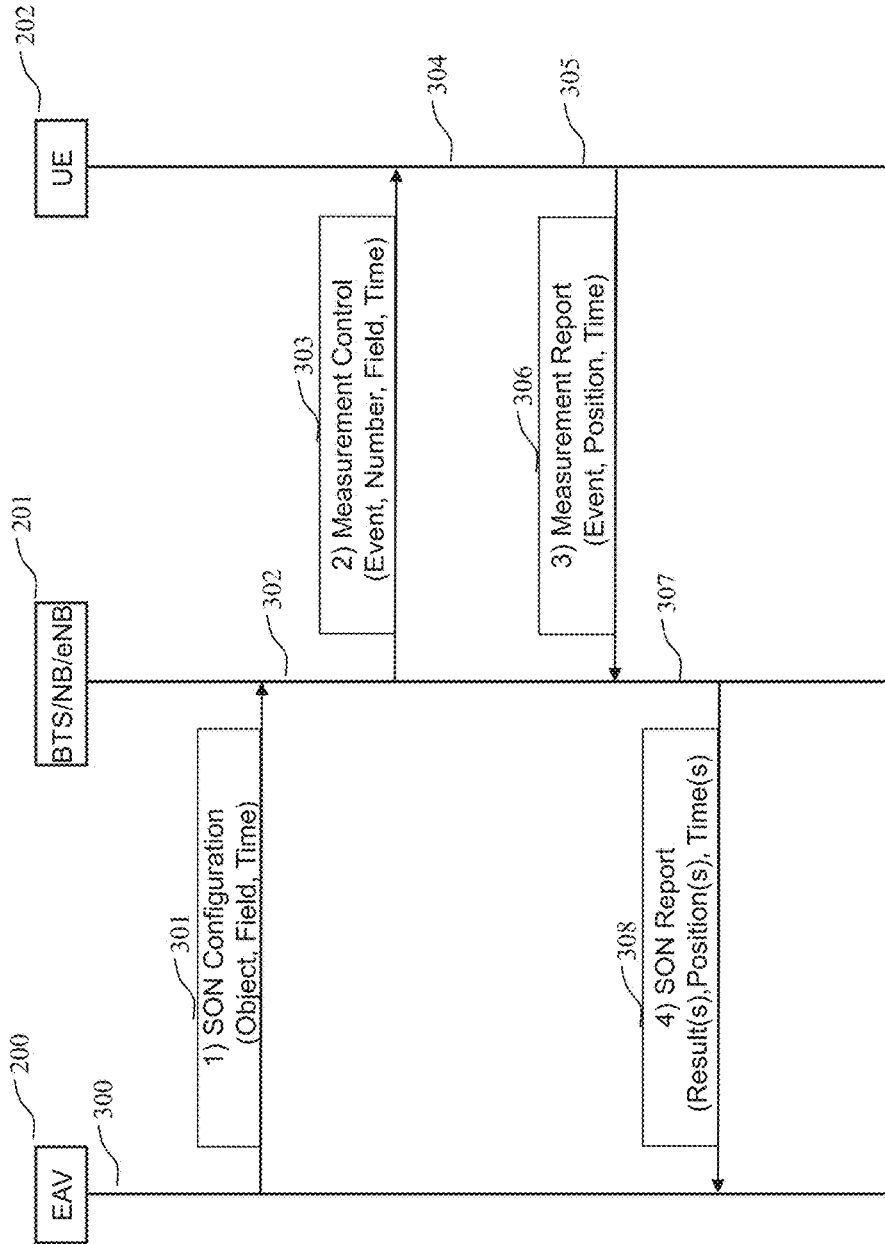 200
EAV
300
201
BTS/NB/eNB
202
UE
301
1) SON Configuration
(Object, Field, Time)
302
303
2) Measurement Control
(Event, Number, Field, Time)
304
305
306
3) Measurement Report
(Event, Position, Time)
307
308
4) SON Report
(Result(s),Position(s), Time(s)